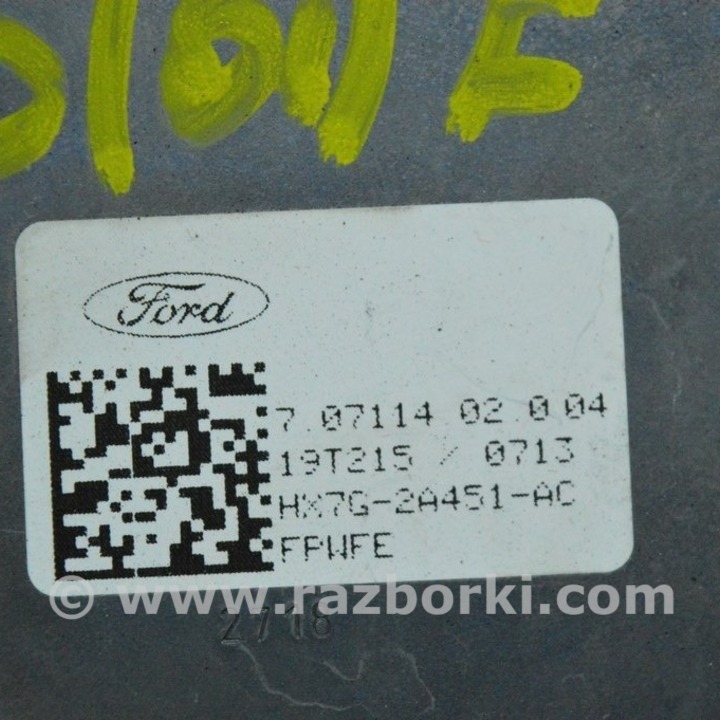 Ford
7.07114.02.0.04
19T215 / 0713
HX7G-2A451-AC
FPWFE
© www.razborki.com
2718